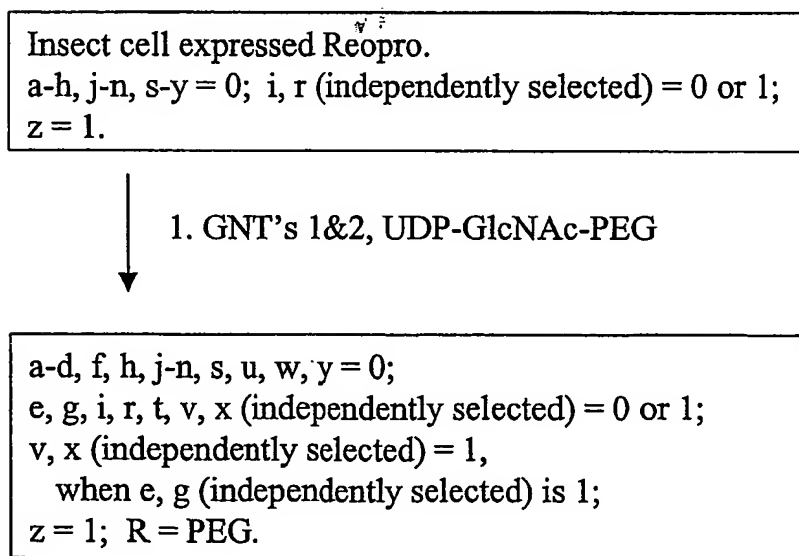 Insect cell expressed Reopro.
a-h, j-n, s-y = 0; i, r (independently selected) = 0 or 1;
z = 1.
1. GNT's 1&2, UDP-GlcNAc-PEG
a-d, f, h, j-n, s, u, w, y = 0;
e, g, i, r, t, v, x (independently selected) = 0 or 1;
v, x (independently selected) = 1,
when e, g (independently selected) is 1;
z = 1; R = PEG.